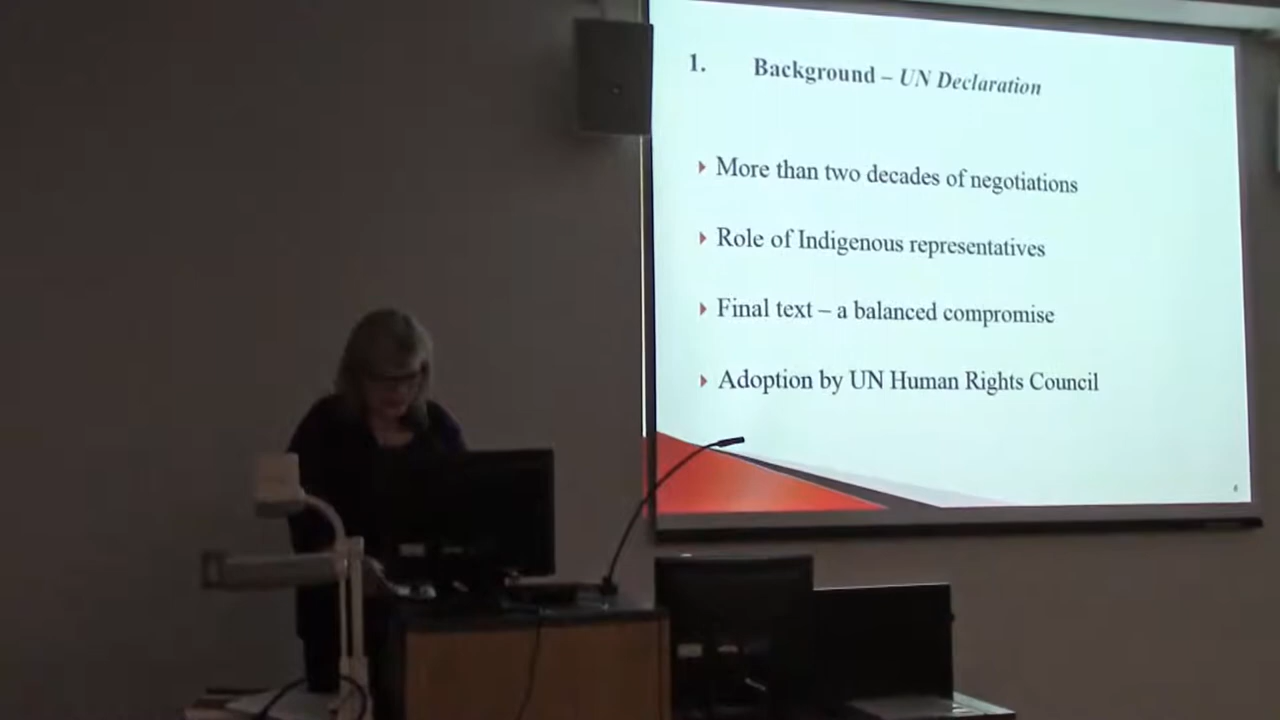 1. Background – UN Declaration
More than two decades of negotiations
Role of Indigenous representatives
Final text – a balanced compromise
Adoption by UN Human Rights Council